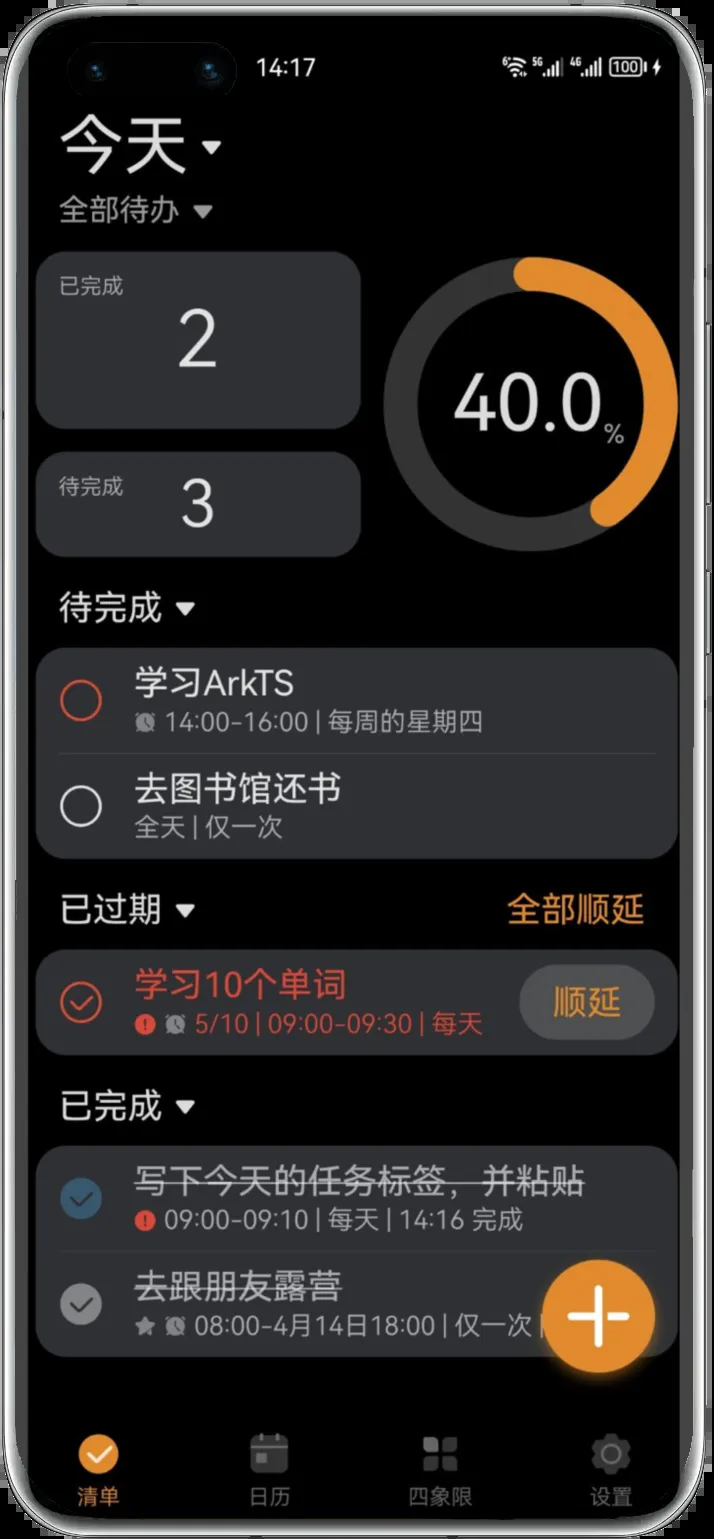 14:17
6 5G 4G 100
今天
全部待办
已完成
2
待完成
3
40.0%
待完成
学习ArkTS
14:00-16:00 | 每周的星期四
去图书馆还书
全天 | 仅一次
已过期
全部顺延
学习10个单词
5/10 | 09:00-09:30 | 每天
顺延
已完成
写下今天的任务标签，并粘贴
09:00-09:10 | 每天 | 14:16 完成
去跟朋友露营
08:00-4月14日18:00 | 仅一次 |
清单
日历
四象限
设置